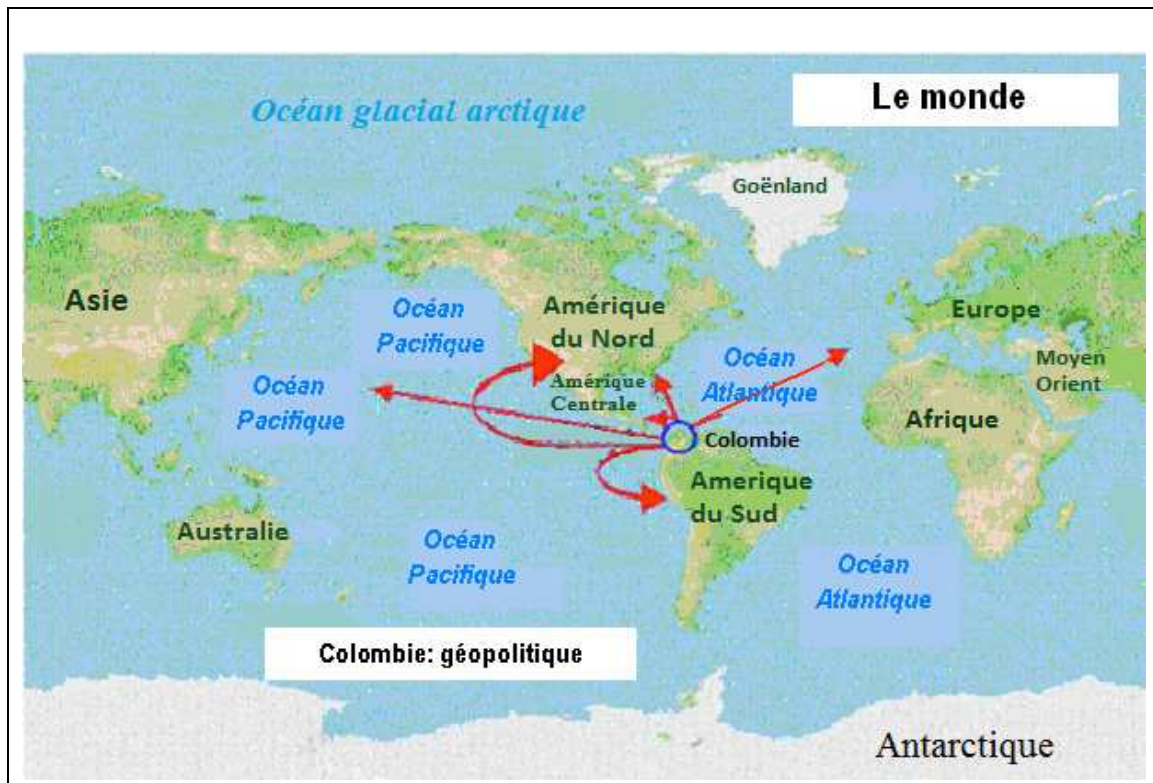 Le monde
Océan glacial arctique
Goënland
Asie
Océan
Pacifique
Amérique
du Nord
Europe
Océan
Pacifique
Amérique
Centrale
Océan
Atlantique
Moyen
Orient
Afrique
Colombie
Amérique
du Sud
Australie
Océan
Pacifique
Océan
Atlantique
Colombie: géopolitique
Antarctique